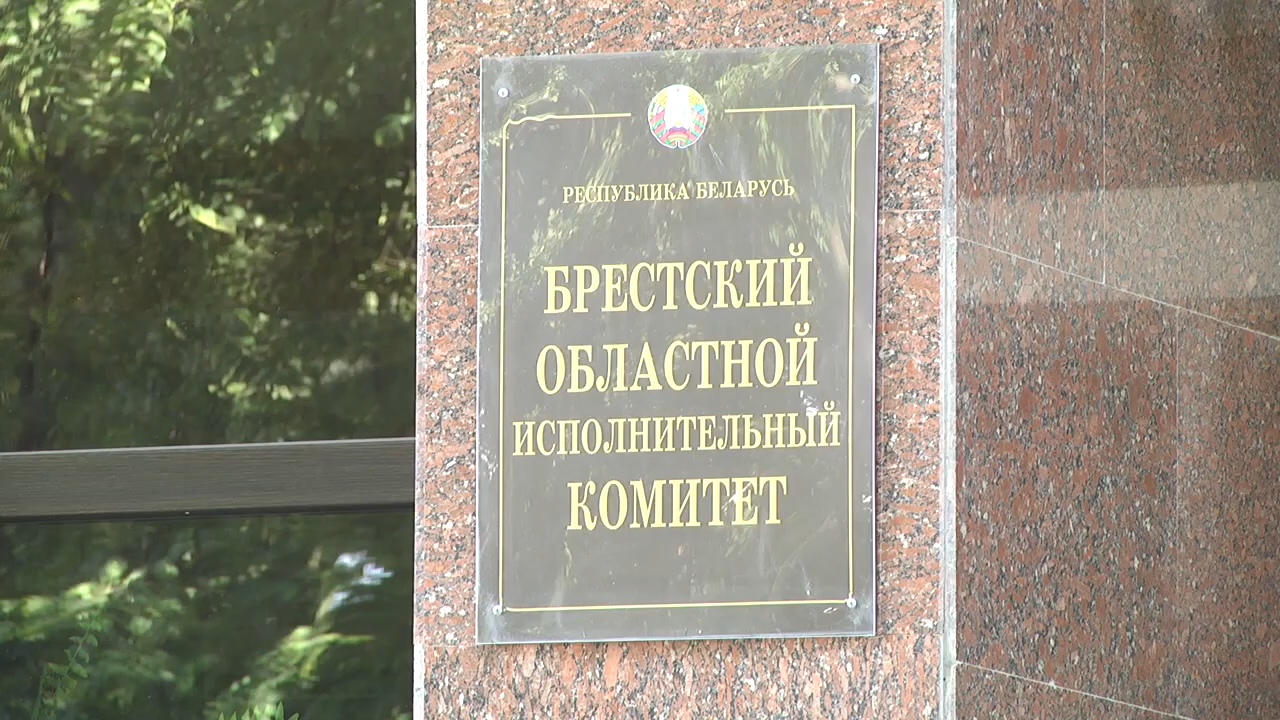 РЕСПУБЛИКА БЕЛАРУСЬ
БРЕСТСКИЙ
ОБЛАСТНОЙ
ИСПОЛНИТЕЛЬНЫЙ
КОМИТЕТ